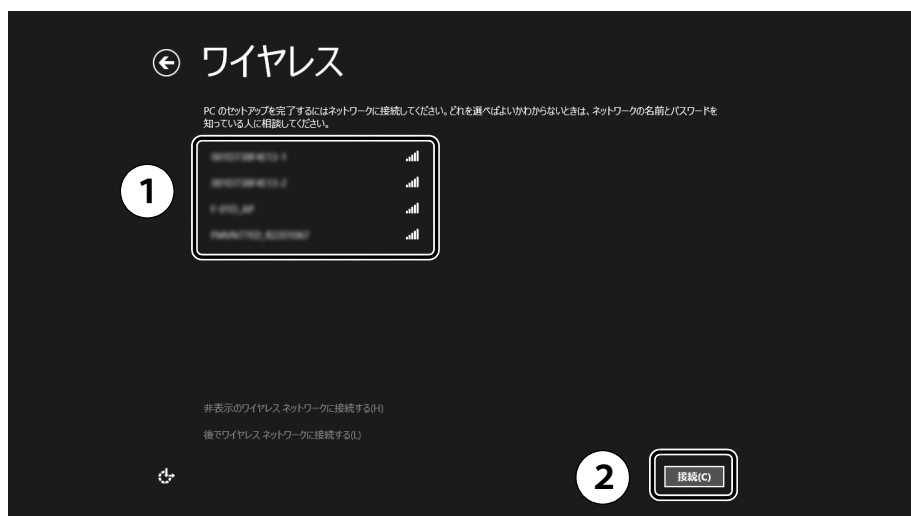 ワイヤレス
PC のセットアップを完了するにはネットワークに接続してください。どれを選べばよいかわからないときは、ネットワークの名前とパスワードを
知っている人に相談してください。
1
非表示のワイヤレス ネットワークに接続する(H)
後でワイヤレス ネットワークに接続する(L)
2
接続(C)